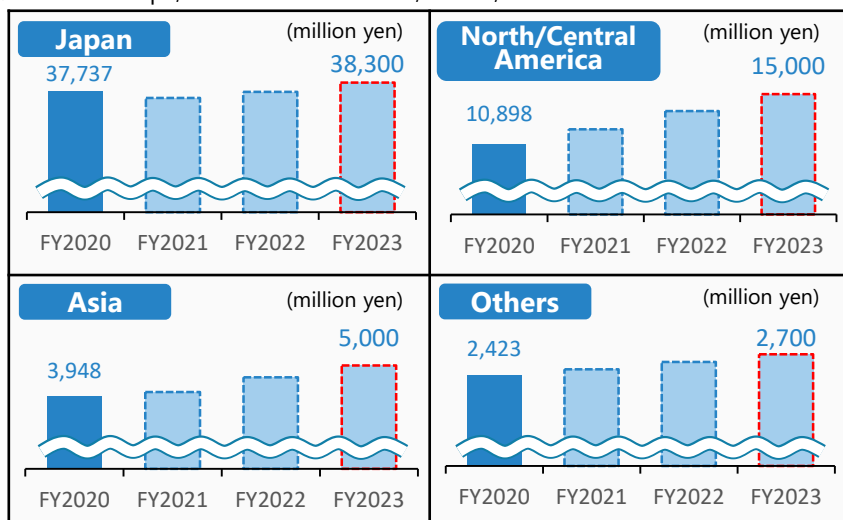 Japan
(million yen)
37,737
38,300
FY2020 FY2021 FY2022 FY2023
North/Central
America
(million yen)
15,000
10,898
FY2020 FY2021 FY2022 FY2023
Asia
(million yen)
5,000
3,948
FY2020 FY2021 FY2022 FY2023
Others
(million yen)
2,423
2,700
FY2020 FY2021 FY2022 FY2023